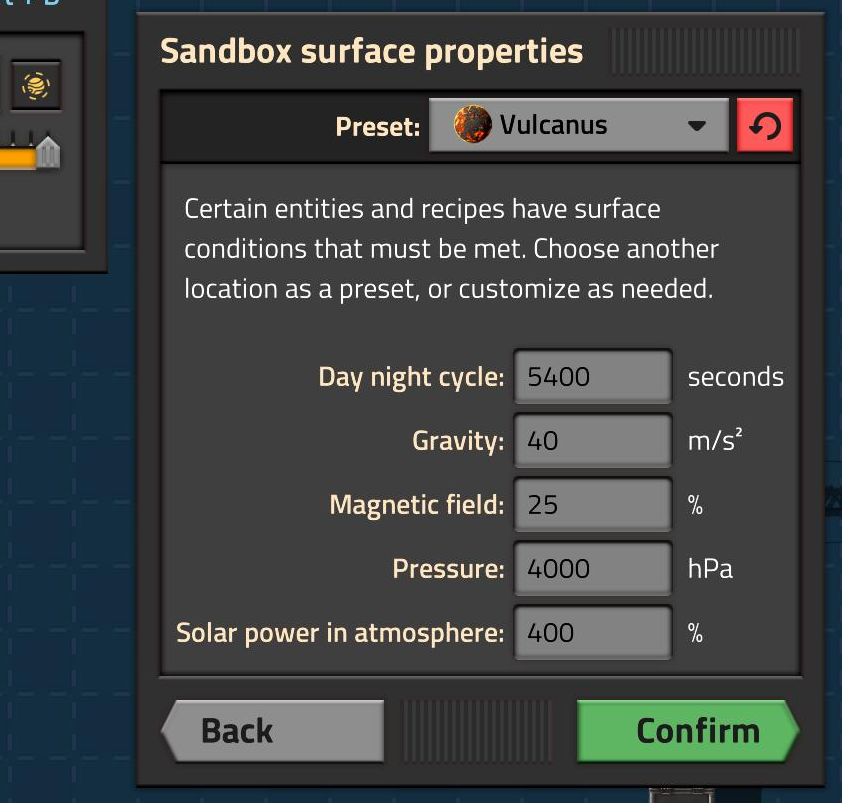 Sandbox surface properties
Preset: Vulcanus
Certain entities and recipes have surface
conditions that must be met. Choose another
location as a preset, or customize as needed.
Day night cycle: 5400 seconds
Gravity: 40 m/s²
Magnetic field: 25 %
Pressure: 4000 hPa
Solar power in atmosphere: 400 %
Back Confirm